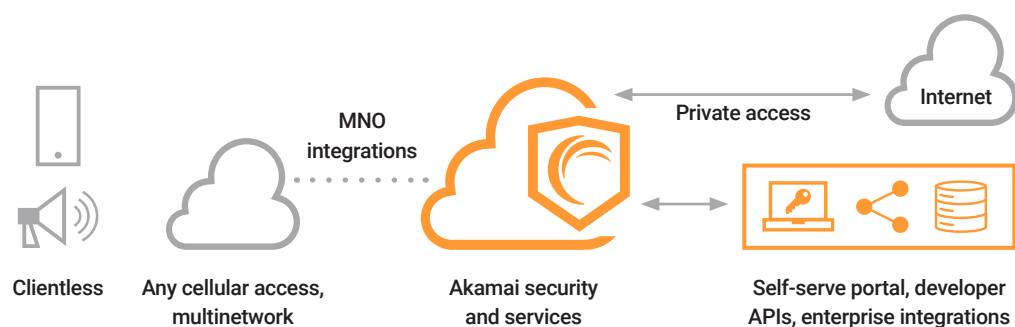 Internet
Private access
MNO
integrations
Clientless
Any cellular access,
multinetwork
Akamai security
and services
Self-serve portal, developer
APIs, enterprise integrations